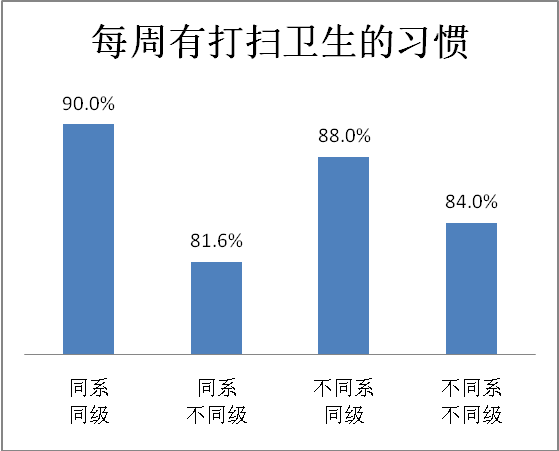 每周有打扫卫生的习惯
90.0%
81.6%
88.0%
84.0%
同系
同级
同系
不同级
不同系
同级
不同系
不同级